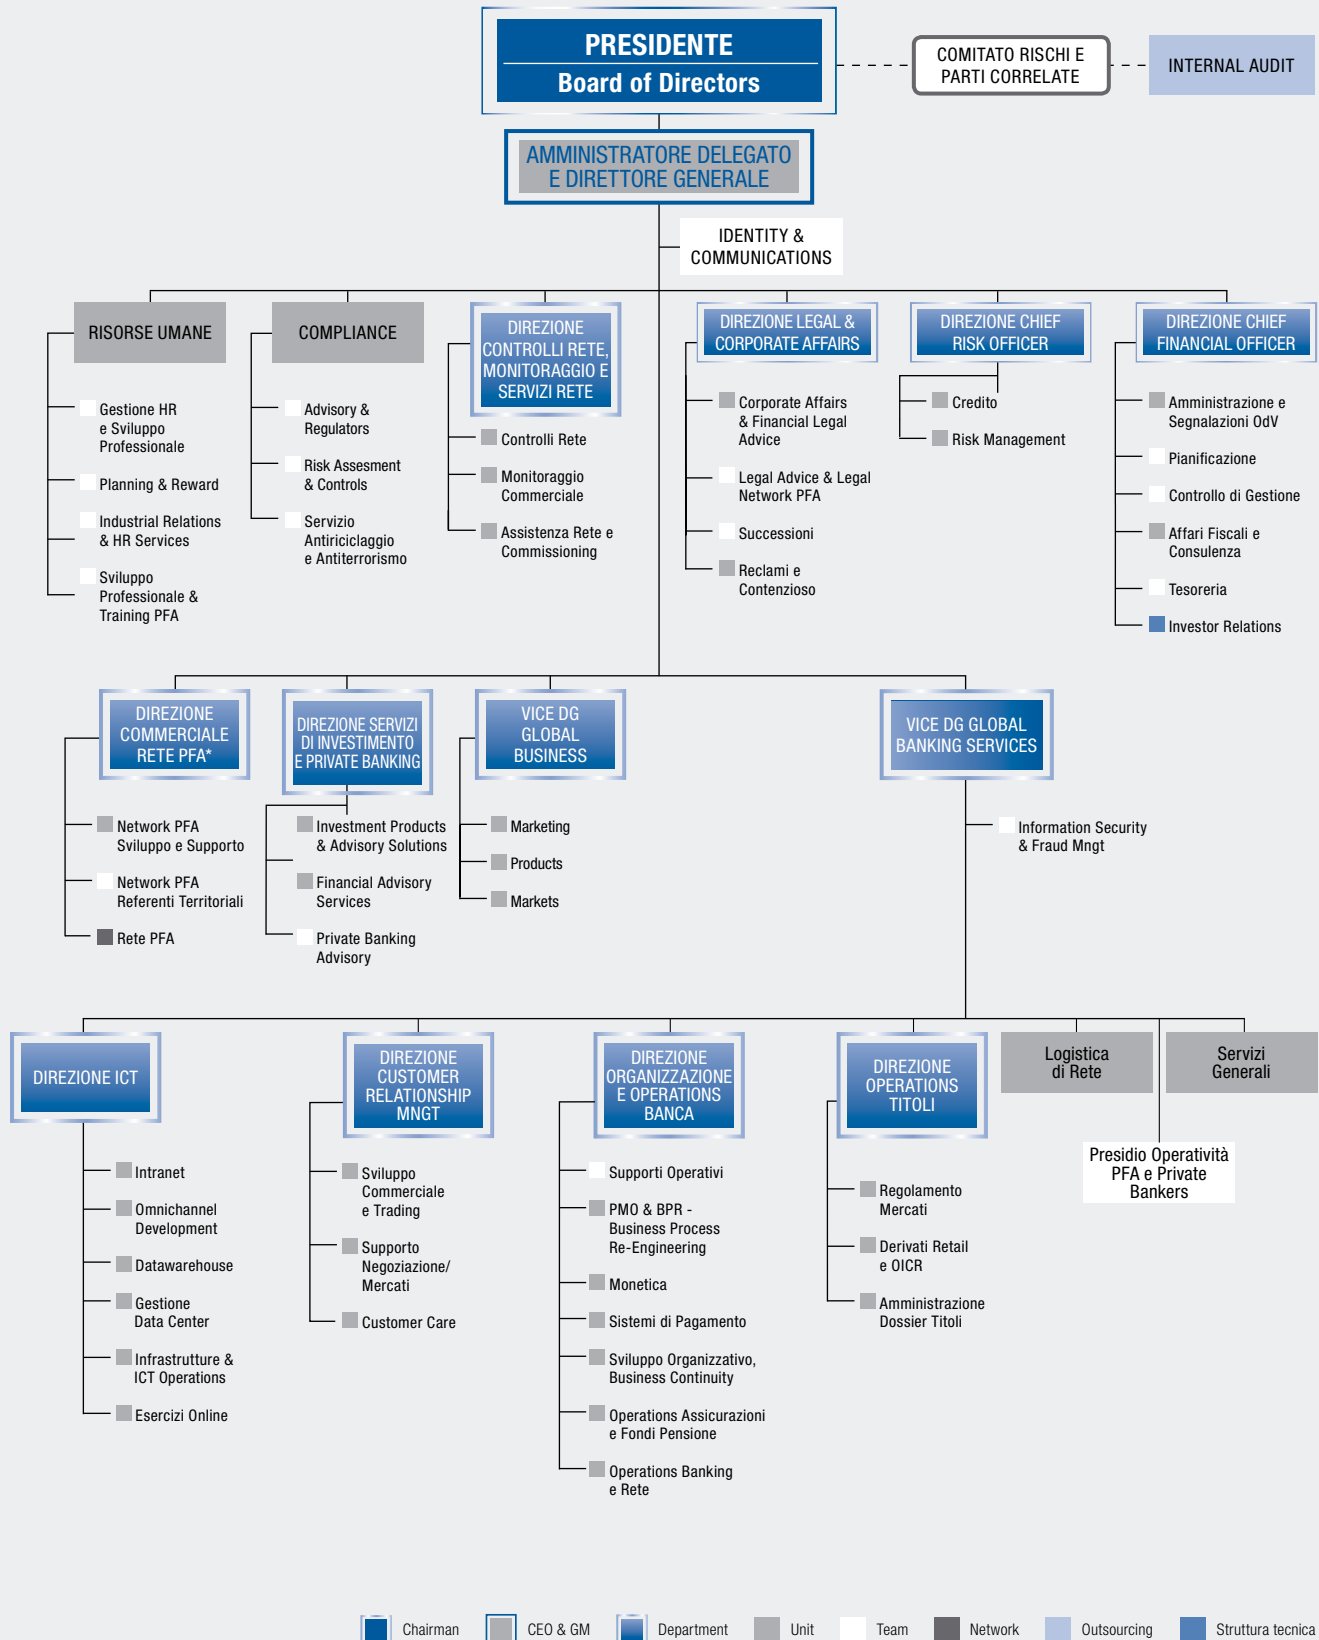 PRESIDENTE
Board of Directors
COMITATO RISCHI E
PARTI CORRELATE
INTERNAL AUDIT
AMMINISTRATORE DELEGATO
E DIRETTORE GENERALE
IDENTITY &
COMMUNICATIONS
RISORSE UMANE
Gestione HR
e Sviluppo
Professionale
Planning & Reward
Industrial Relations
& HR Services
Sviluppo
Professionale &
Training PFA
COMPLIANCE
Advisory &
Regulators
Risk Assesment
& Controls
Servizio
Antiriciclaggio
e Antiterrorismo
DIREZIONE
CONTROLLI RETE,
MONITORAGGIO E
SERVIZI RETE
Controlli Rete
Monitoraggio
Commerciale
Assistenza Rete e
Commissioning
DIREZIONE LEGAL &
CORPORATE AFFAIRS
Corporate Affairs
& Financial Legal
Advice
Legal Advice & Legal
Network PFA
Successioni
Reclami e
Contenzioso
DIREZIONE CHIEF
RISK OFFICER
Credito
Risk Management
DIREZIONE CHIEF
FINANCIAL OFFICER
Amministrazione e
Segnalazioni OdV
Pianificazione
Controllo di Gestione
Affari Fiscali e
Consulenza
Tesoreria
Investor Relations
DIREZIONE
COMMERCIALE
RETE PFA*
Network PFA
Sviluppo e Supporto
Network PFA
Referenti Territoriali
Rete PFA
DIREZIONE SERVIZI
DI INVESTIMENTO
E PRIVATE BANKING
Investment Products
& Advisory Solutions
Financial Advisory
Services
Private Banking
Advisory
VICE DG
GLOBAL
BUSINESS
Marketing
Products
Markets
VICE DG GLOBAL
BANKING SERVICES
Information Security
& Fraud Mngt
DIREZIONE ICT
Intranet
Omnichannel
Development
Datawarehouse
Gestione
Data Center
Infrastrutture &
ICT Operations
Esercizi Online
DIREZIONE
CUSTOMER
RELATIONSHIP
MNGT
Sviluppo
Commerciale
e Trading
Supporto
Negoziazione/
Mercati
Customer Care
DIREZIONE
ORGANIZZAZIONE
E OPERATIONS
BANCA
Supporti Operativi
PMO & BPR -
Business Process
Re-Engineering
Monetica
Sistemi di Pagamento
Sviluppo Organizzativo,
Business Continuity
Operations Assicurazioni
e Fondi Pensione
Operations Banking
e Rete
DIREZIONE
OPERATIONS
TITOLI
Regolamento
Mercati
Derivati Retail
e OICR
Amministrazione
Dossier Titoli
Logistica
di Rete
Presidio Operatività
PFA e Private
Bankers
Servizi
Generali
Chairman
CEO & GM
Department
Unit
Team
Network
Outsourcing
Struttura tecnica